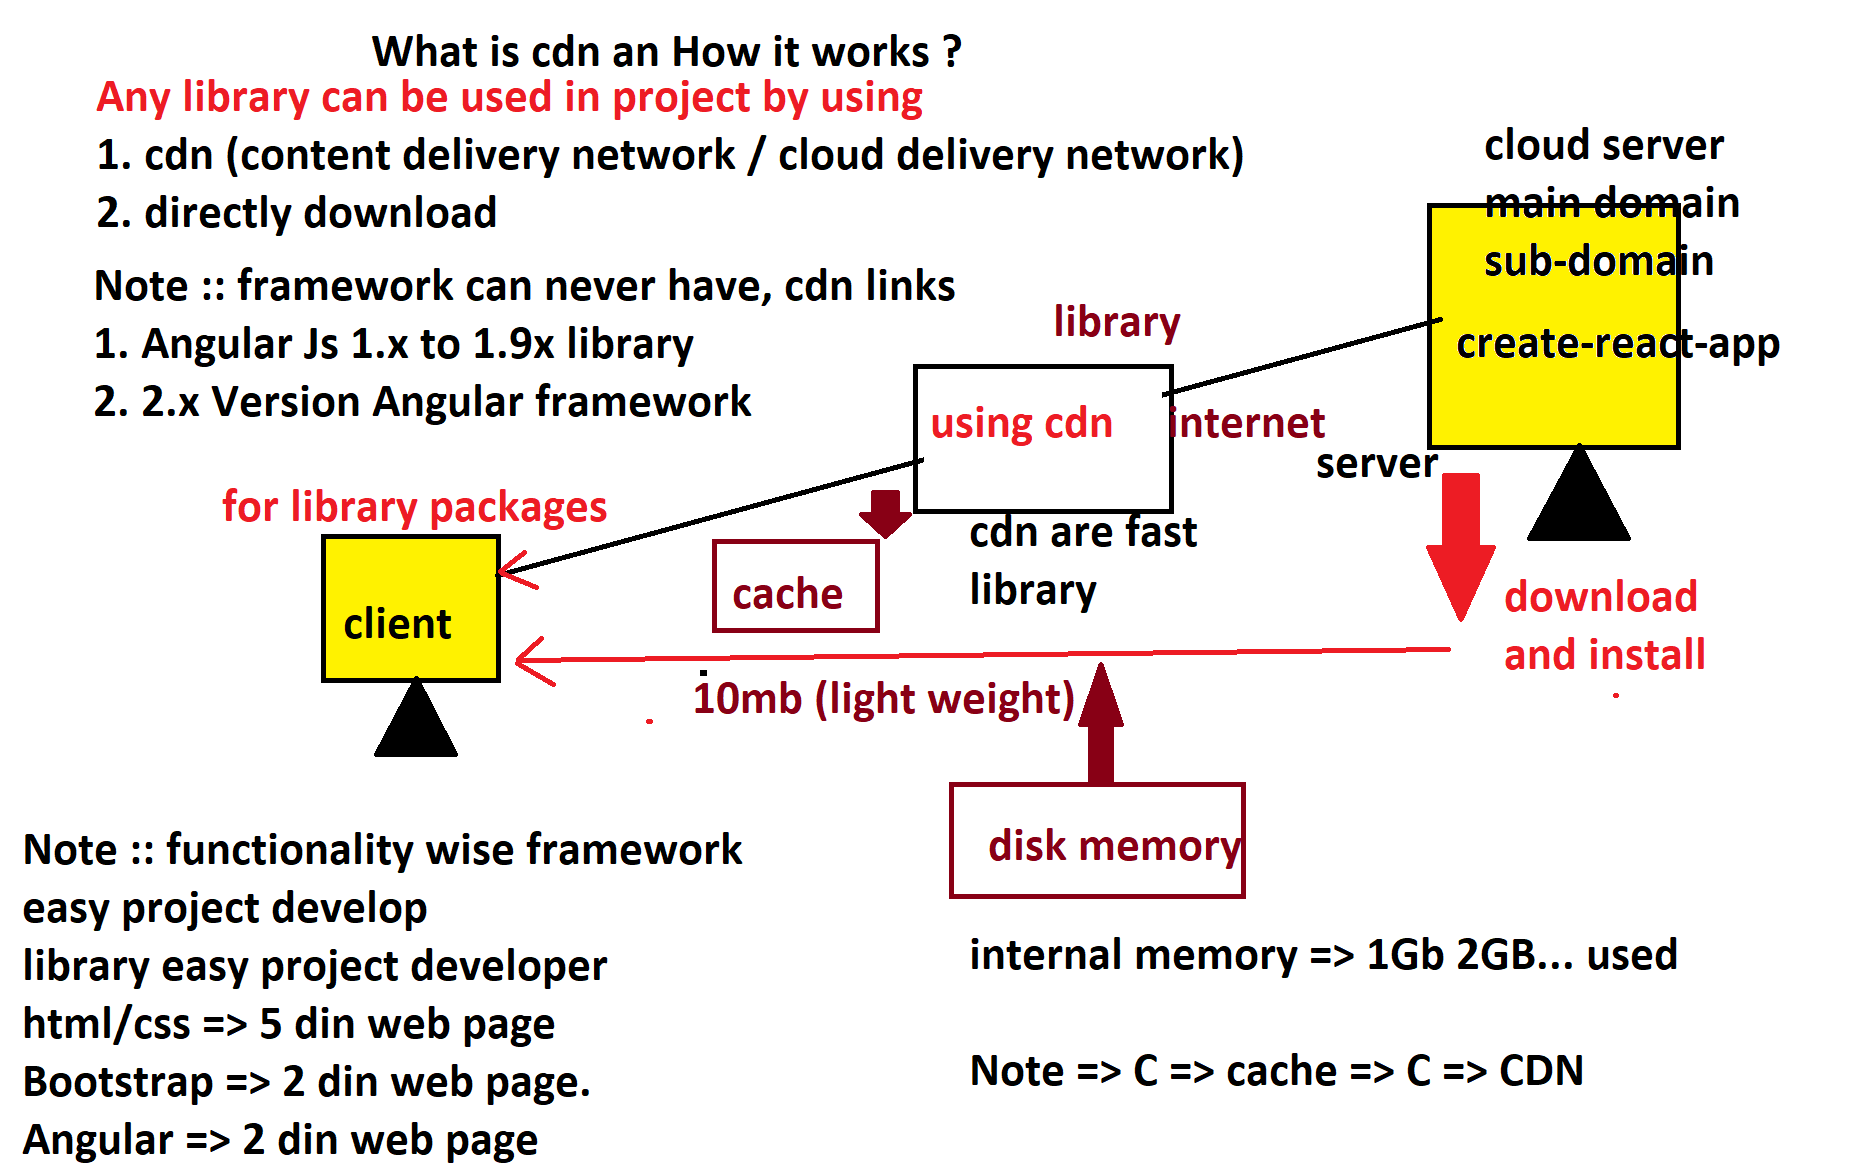 What is cdn an How it works ?
Any library can be used in project by using
1. cdn (content delivery network / cloud delivery network)
2. directly download
Note :: framework can never have, cdn links
1. Angular Js 1.x to 1.9x library
2. 2.x Version Angular framework
cloud server
main domain
sub-domain
create-react-app
library
using cdn
internet
server
for library packages
cdn are fast
library
cache
client
download
and install
10mb (light weight)
disk memory
Note :: functionality wise framework
easy project develop
library easy project developer
html/css => 5 din web page
Bootstrap => 2 din web page.
Angular => 2 din web page
internal memory => 1Gb 2GB... used
Note => C => cache => C => CDN